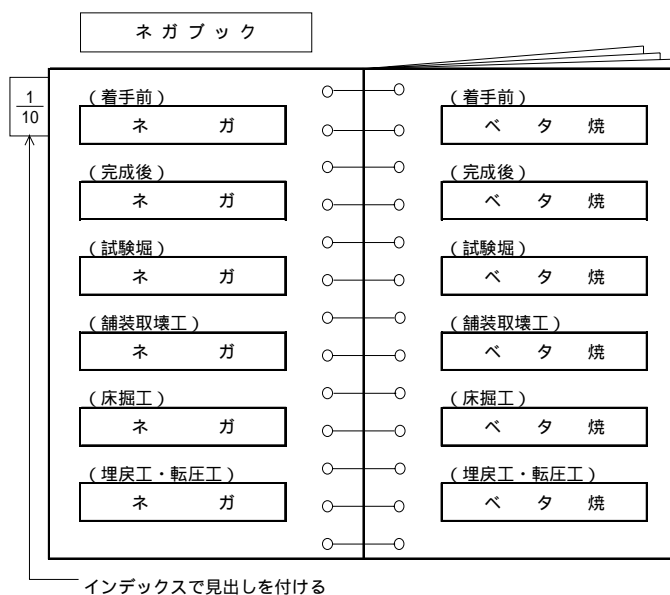 ネガブック
1
10
(着手前)
ネ ガ
(完成後)
ネ ガ
(試験堀)
ネ ガ
(舗装取壊工)
ネ ガ
(床掘工)
ネ ガ
(埋戻工・転圧工)
ネ ガ
(着手前)
ベ タ 焼
(完成後)
ベ タ 焼
(試験堀)
ベ タ 焼
(舗装取壊工)
ベ タ 焼
(床掘工)
ベ タ 焼
(埋戻工・転圧工)
ベ タ 焼
インデックスで見出しを付ける